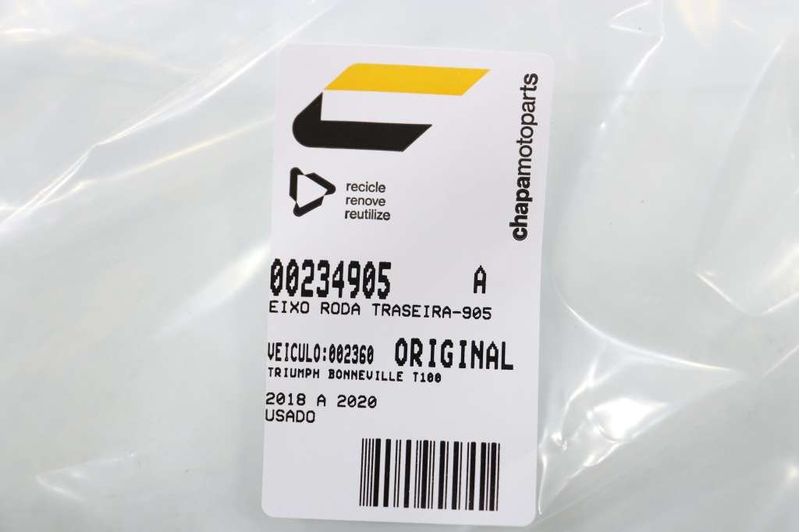 chapamotoparts
recicle
renove
reutilize
00234905 A
EIXO RODA TRASEIRA-905
VEICULO:002360 ORIGINAL
TRIUMPH BONNEVILLE T100
2018 A 2020
USADO